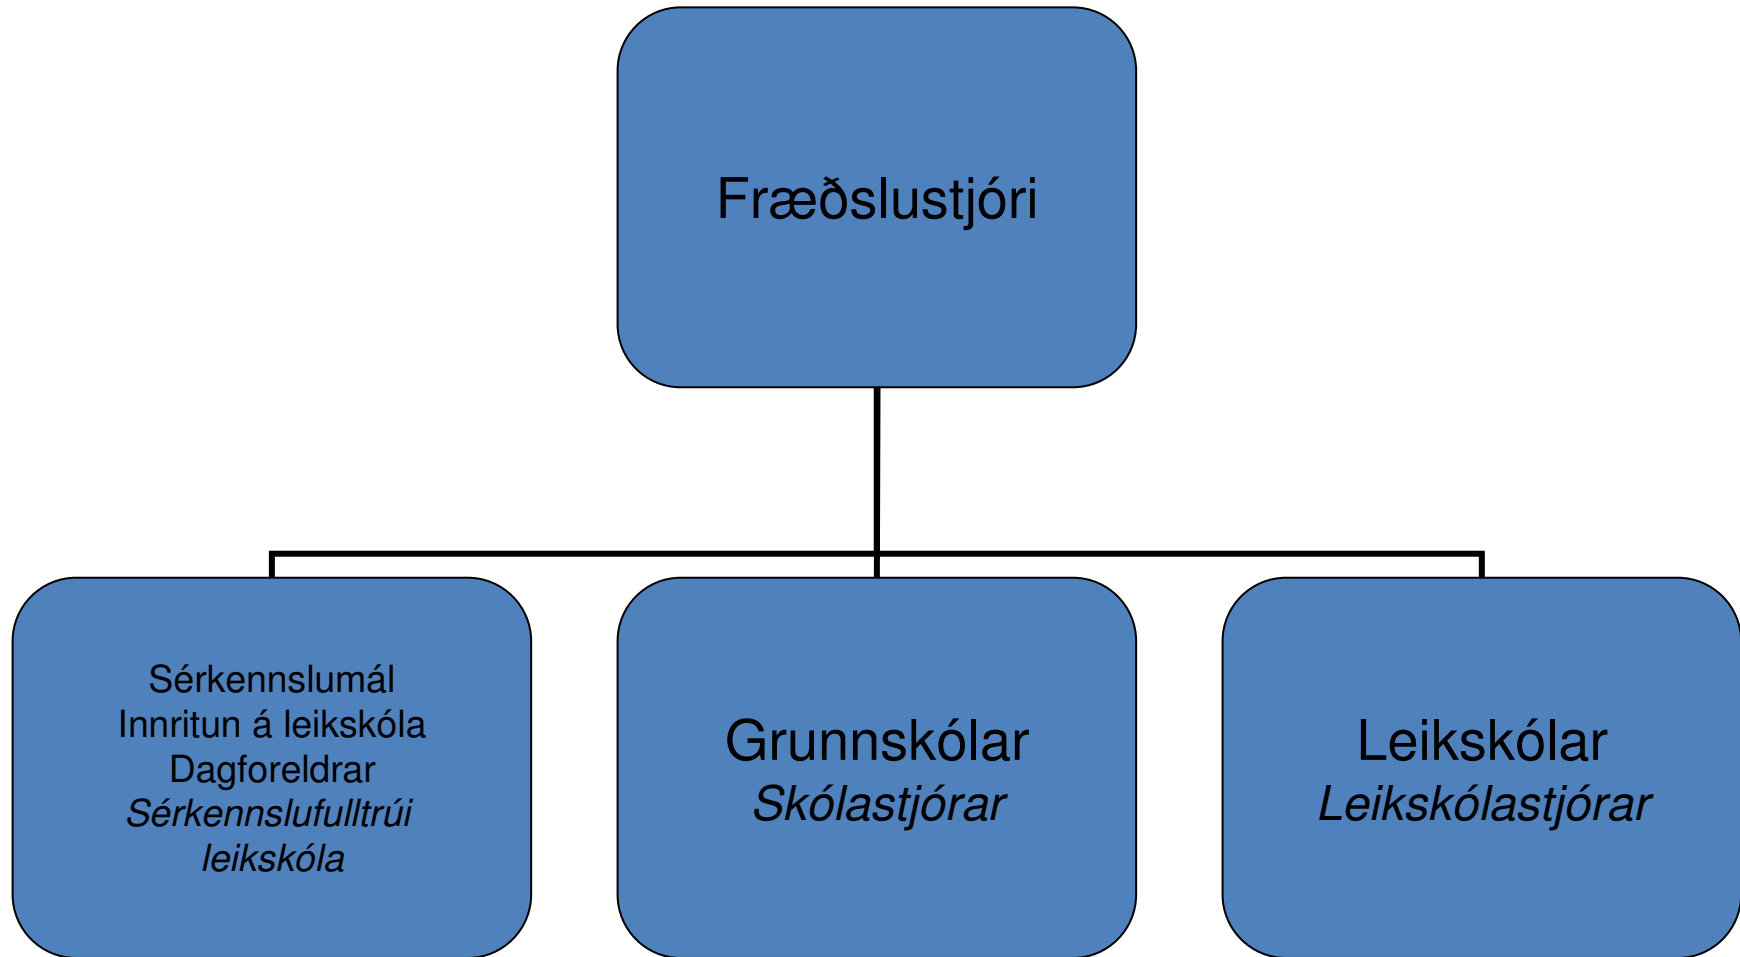 Fræðslustjóri
Sérkennslumál
Innritun á leikskóla
Dagforeldrar
Sérkennslufulltrúi
leikskóla
Grunnskólar
Skólastjórar
Leikskólar
Leikskólastjórar